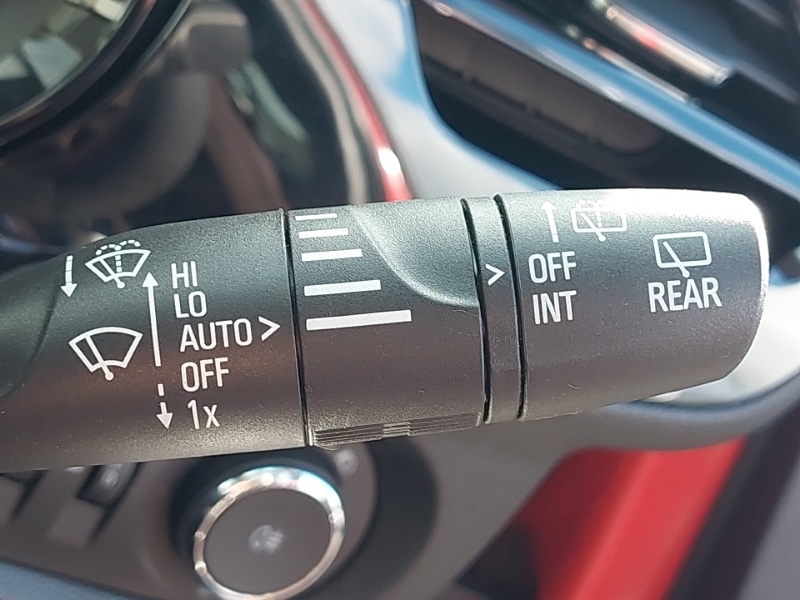 HI
LO
AUTO >
OFF
1x
>
OFF
INT
REAR